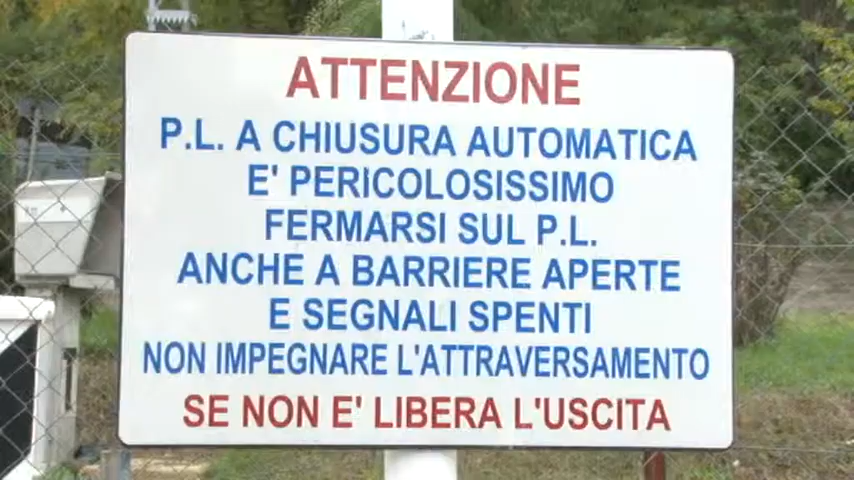 ATTENZIONE
P.L. A CHIUSURA AUTOMATICA
E' PERICOLOSISSIMO
FERMARSI SUL P.L.
ANCHE A BARRIERE APERTE
E SEGNALI SPENTI
NON IMPEGNARE L'ATTRAVERSAMENTO
SE NON E' LIBERA L'USCITA